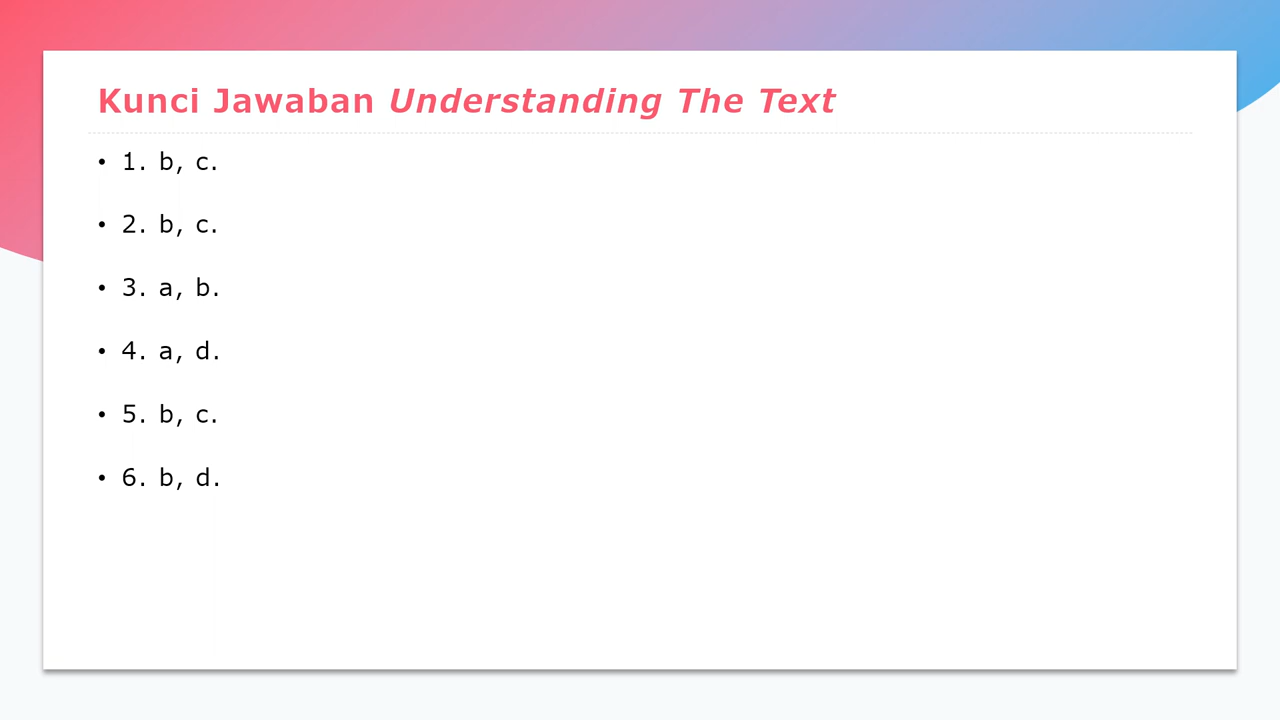 Kunci Jawaban Understanding The Text
• 1. b, c.
• 2. b, c.
• 3. a, b.
• 4. a, d.
• 5. b, c.
• 6. b, d.